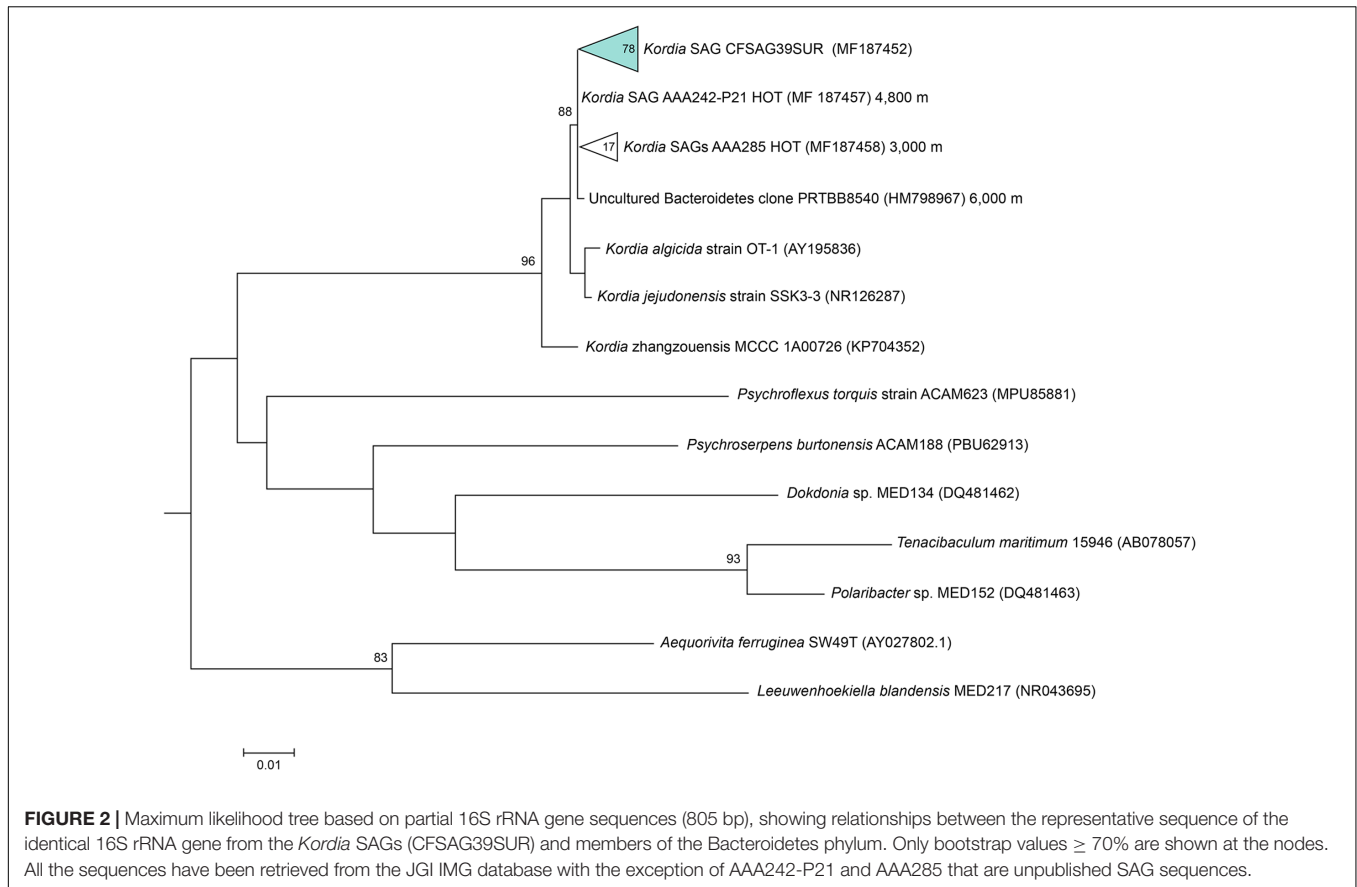 78 Kordia SAG CFSAG39SUR (MF187452)
Kordia SAG AAA242-P21 HOT (MF 187457) 4,800 m
88
17 Kordia SAGs AAA285 HOT (MF187458) 3,000 m
Uncultured Bacteroidetes clone PRTBB8540 (HM798967) 6,000 m
Kordia algicida strain OT-1 (AY195836)
96
Kordia jejudonensis strain SSK3-3 (NR126287)
Kordia zhangzouensis MCCC 1A00726 (KP704352)
Psychroflexus torquis strain ACAM623 (MPU85881)
Psychroserpens burtonensis ACAM188 (PBU62913)
Dokdonia sp. MED134 (DQ481462)
Tenacibaculum maritimum 15946 (AB078057)
93
Polaribacter sp. MED152 (DQ481463)
Aequorivita ferruginea SW49T (AY027802.1)
83
Leeuwenhoekiella blandensis MED217 (NR043695)
0.01
FIGURE 2 | Maximum likelihood tree based on partial 16S rRNA gene sequences (805 bp), showing relationships between the representative sequence of the
identical 16S rRNA gene from the Kordia SAGs (CFSAG39SUR) and members of the Bacteroidetes phylum. Only bootstrap values ≥ 70% are shown at the nodes.
All the sequences have been retrieved from the JGI IMG database with the exception of AAA242-P21 and AAA285 that are unpublished SAG sequences.